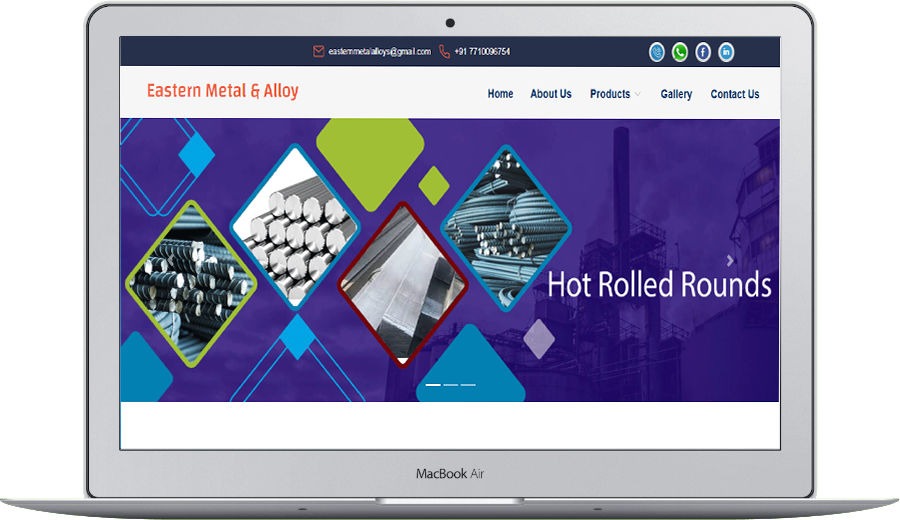 easternmetalalloys@gmail.com +91 7710096754
Eastern Metal & Alloy
Home About Us Products Gallery Contact Us
Hot Rolled Rounds
MacBook Air